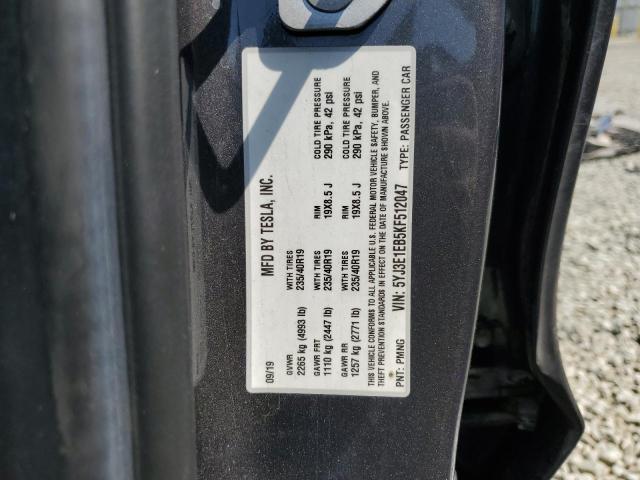 MFD BY TESLA, INC.
09/19
GVWR WITH TIRES RIM COLD TIRE PRESSURE
2265 kg (4993 lb) 235/40R19 19X8.5 J 290 kPa, 42 psi
GAWR FRT WITH TIRES
1110 kg (2447 lb) 235/40R19
GAWR RR WITH TIRES RIM COLD TIRE PRESSURE
1257 kg (2771 lb) 235/40R19 19X8.5 J 290 kPa, 42 psi
THIS VEHICLE CONFORMS TO ALL APPLICABLE U.S. FEDERAL MOTOR VEHICLE SAFETY, BUMPER, AND
THEFT PREVENTION STANDARDS IN EFFECT ON THE DATE OF MANUFACTURE SHOWN ABOVE.
PNT: PMNG VIN: 5YJ3E1EB5KF512047 TYPE: PASSENGER CAR